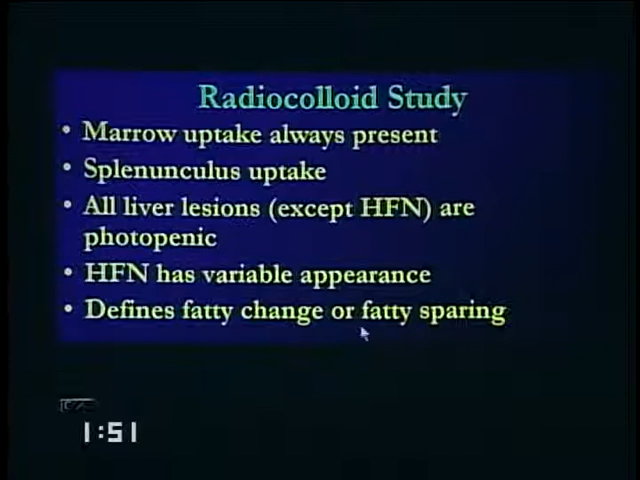 Radiocolloid Study
• Marrow uptake always present
• Splenunculus uptake
• All liver lesions (except HFN) are
photopenic
• HFN has variable appearance
• Defines fatty change or fatty sparing
1:51